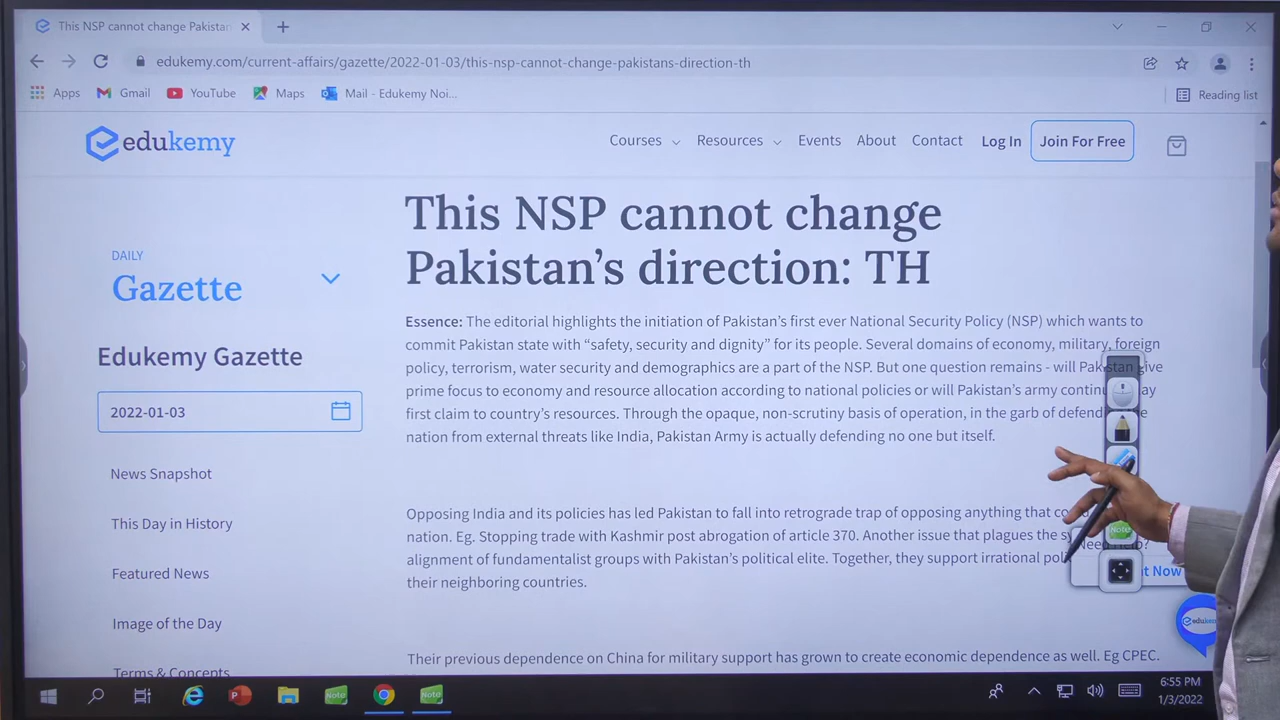 This NSP cannot change Pakistan
edukemy.com/current-affairs/gazette/2022-01-03/this-nsp-cannot-change-pakistans-direction-th
Apps Gmail YouTube Maps Mail - Edukemy Noi... Reading list
edukemy Courses Resources Events About Contact Log In Join For Free
This NSP cannot change
Pakistan's direction: TH
DAILY
Gazette
Edukemy Gazette
2022-01-03
News Snapshot
This Day in History
Featured News
Image of the Day
Terms & Concepts
Essence: The editorial highlights the initiation of Pakistan's first ever National Security Policy (NSP) which wants to
commit Pakistan state with “safety, security and dignity” for its people. Several domains of economy, military, foreign
policy, terrorism, water security and demographics are a part of the NSP. But one question remains - will Pakistan give
prime focus to economy and resource allocation according to national policies or will Pakistan's army
first claim to country's resources. Through the opaque, non-scrutiny basis of operation, in the garb of
nation from external threats like India, Pakistan Army is actually defending no one but itself.
Opposing India and its policies has led Pakistan to fall into retrograde trap of opposing anything that
nation. Eg. Stopping trade with Kashmir post abrogation of article 370. Another issue that plagues the
alignment of fundamentalist groups with Pakistan's political elite. Together, they support irrational
their neighboring countries.
Their previous dependence on China for military support has grown to create economic dependence as well. Eg CPEC.
Note
Need Help?
Now
Note
Note
6:55 PM
1/3/2022